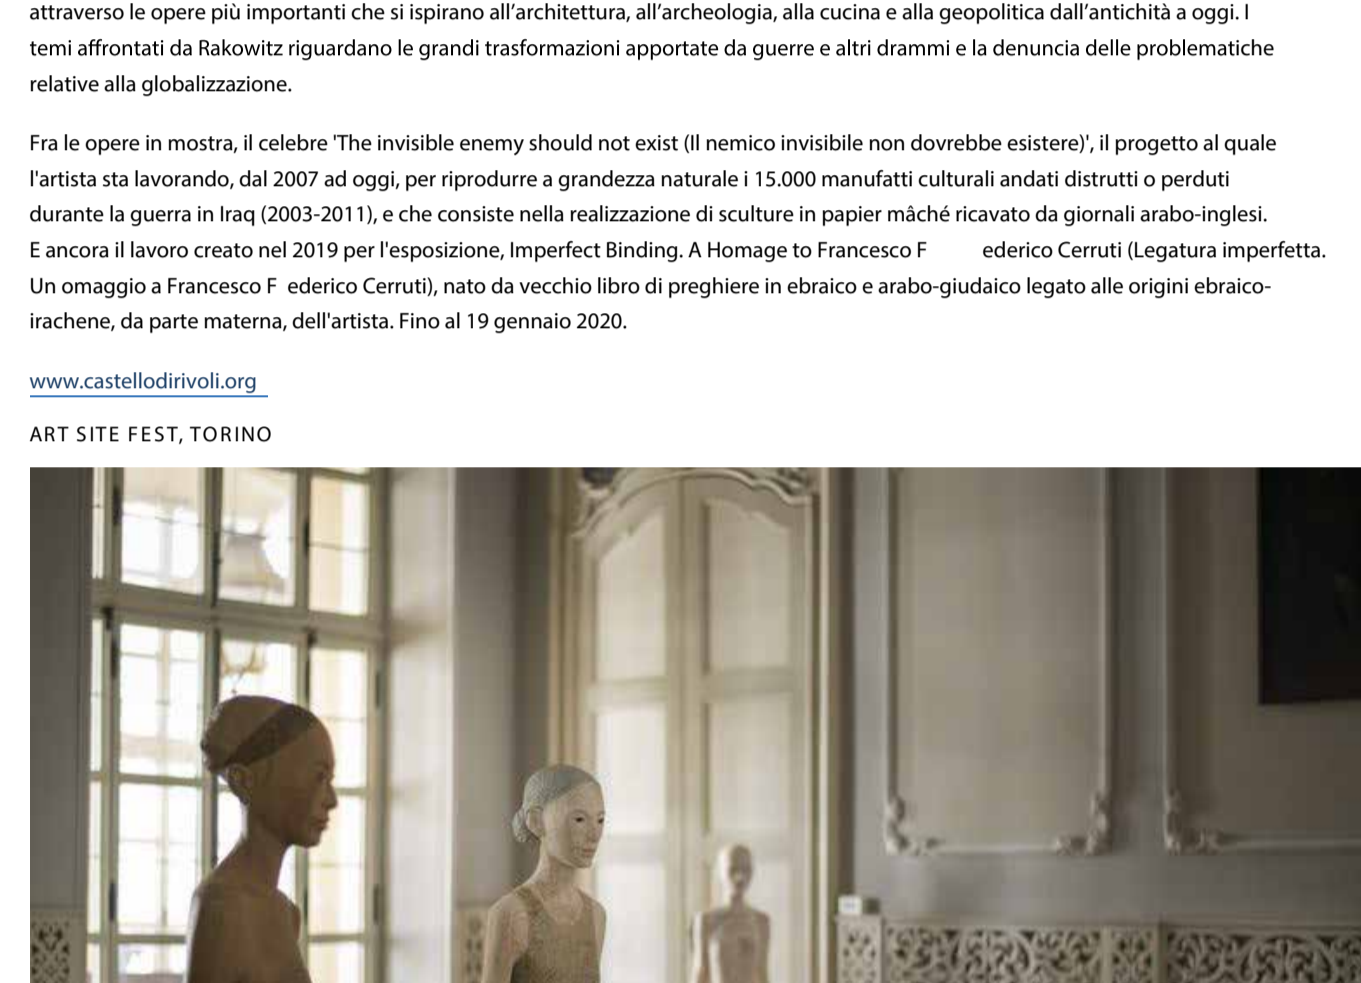 attraverso le opere più importanti che si ispirano all’architettura, all’archeologia, alla cucina e alla geopolitica dall’antichità a oggi. I
temi affrontati da Rakowitz riguardano le grandi trasformazioni apportate da guerre e altri drammi e la denuncia delle problematiche
relative alla globalizzazione.
Fra le opere in mostra, il celebre 'The invisible enemy should not exist (Il nemico invisibile non dovrebbe esistere)', il progetto al quale
l'artista sta lavorando, dal 2007 ad oggi, per riprodurre a grandezza naturale i 15.000 manufatti culturali andati distrutti o perduti
durante la guerra in Iraq (2003-2011), e che consiste nella realizzazione di sculture in papier mâché ricavato da giornali arabo-inglesi.
E ancora il lavoro creato nel 2019 per l'esposizione, Imperfect Binding. A Homage to Francesco F ederico Cerruti (Legatura imperfetta.
Un omaggio a Francesco F ederico Cerruti), nato da vecchio libro di preghiere in ebraico e arabo-giudaico legato alle origini ebraico-
irachene, da parte materna, dell'artista. Fino al 19 gennaio 2020.
www.castellodirivoli.org
ART SITE FEST, TORINO